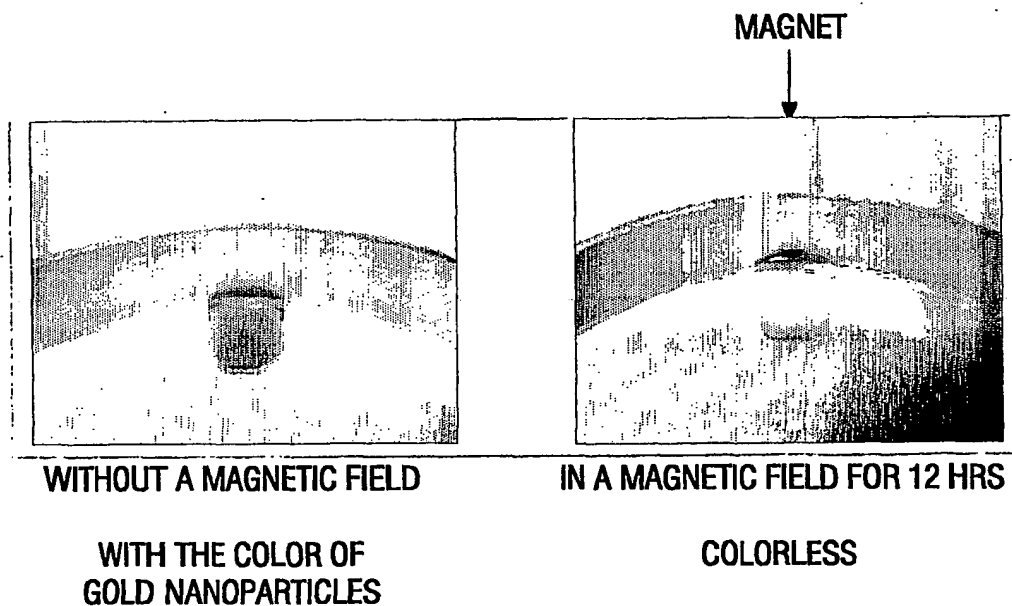 MAGNET
WITHOUT A MAGNETIC FIELD
IN A MAGNETIC FIELD FOR 12 HRS
WITH THE COLOR OF
GOLD NANOPARTICLES
COLORLESS